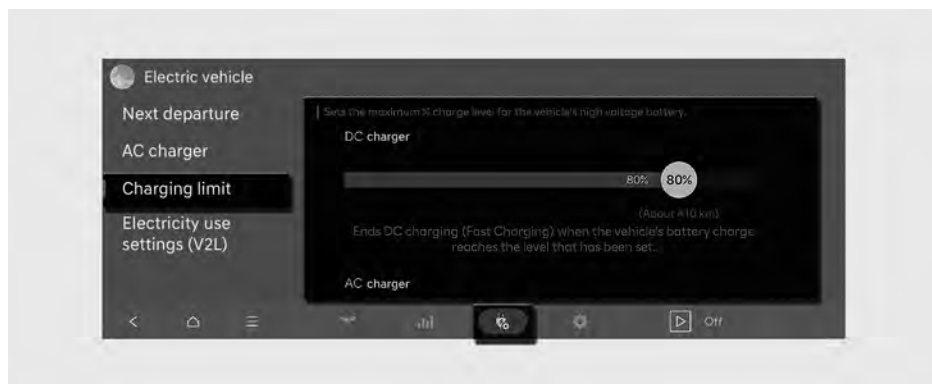 Electric vehicle
Next departure
AC charger
Charging limit
Electricity use
settings (V2L)
Sets the maximum % charge level for the vehicle's high voltage battery.
DC charger
80% 80%
(About 410 km)
Ends DC charging (Fast Charging) when the vehicle's battery charge
reaches the level that has been set.
AC charger
Off